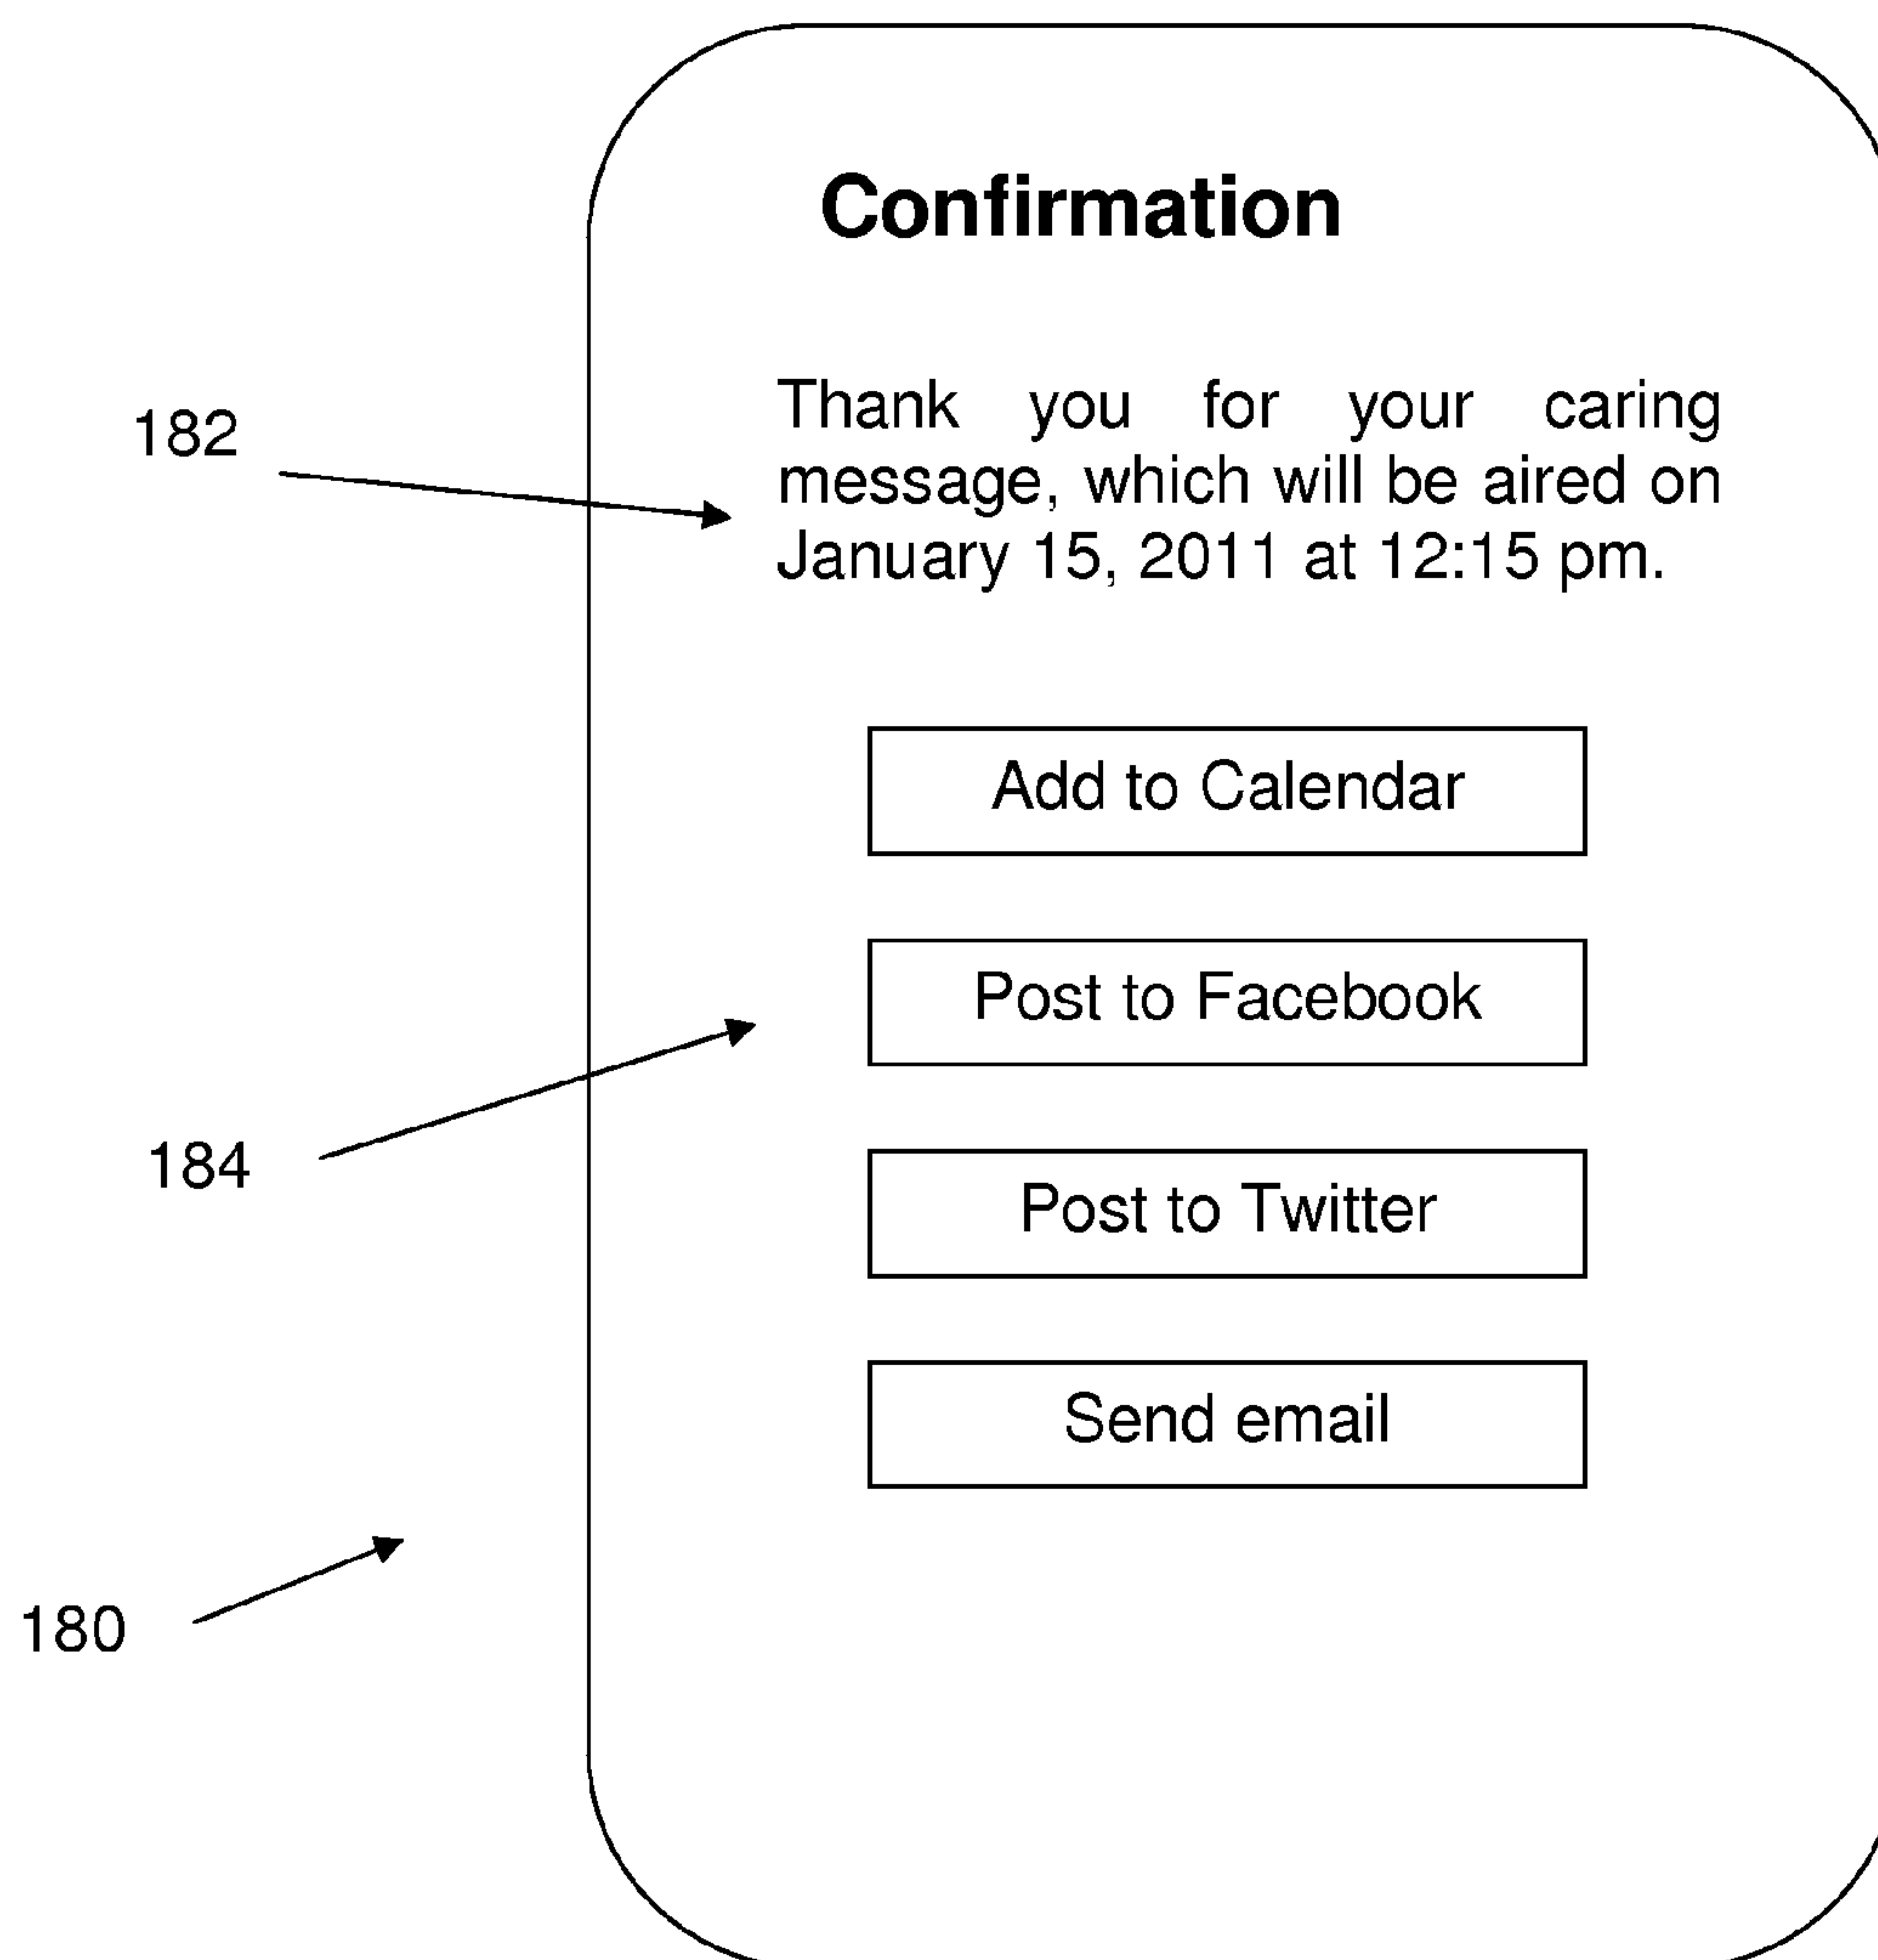 Confirmation
182
Thank you for your caring
message, which will be aired on
January 15, 2011 at 12:15 pm.
Add to Calendar
Post to Facebook
184
Post to Twitter
Send email
180